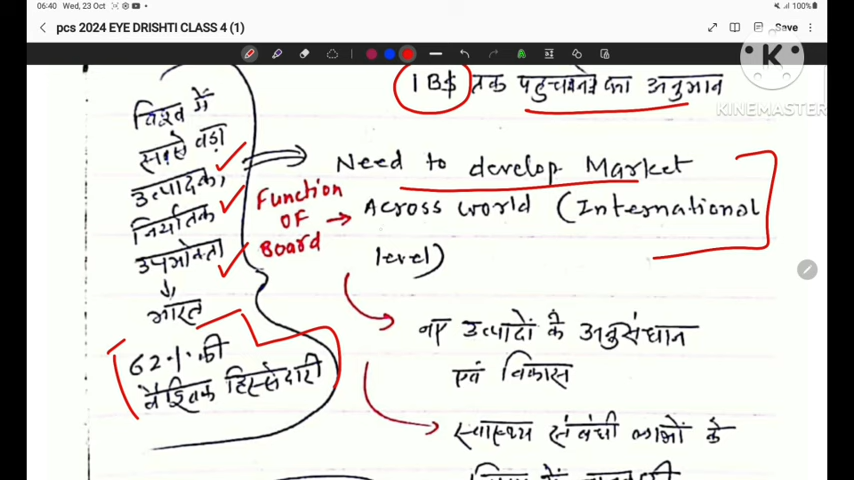 06:40 Mon, 23 Oct
100%
pcs 2024 EYE DRISHTI CLASS 4 (1)
Save
K
KINEMASTER
1 B$ तक पहुचने का अनुमान
विश्व में
सबसे बड़ा
उत्पादक,
निर्यातक
उपभोक्ता
↓
भारत
62%. की
वैश्विक हिस्सेदारी
Function
OF
Board
Need to develop Market
Across world (International
level)
नए उत्पादों के अनुसंधान
एवं विकास
स्वास्थ्य संबंधी लाभों के